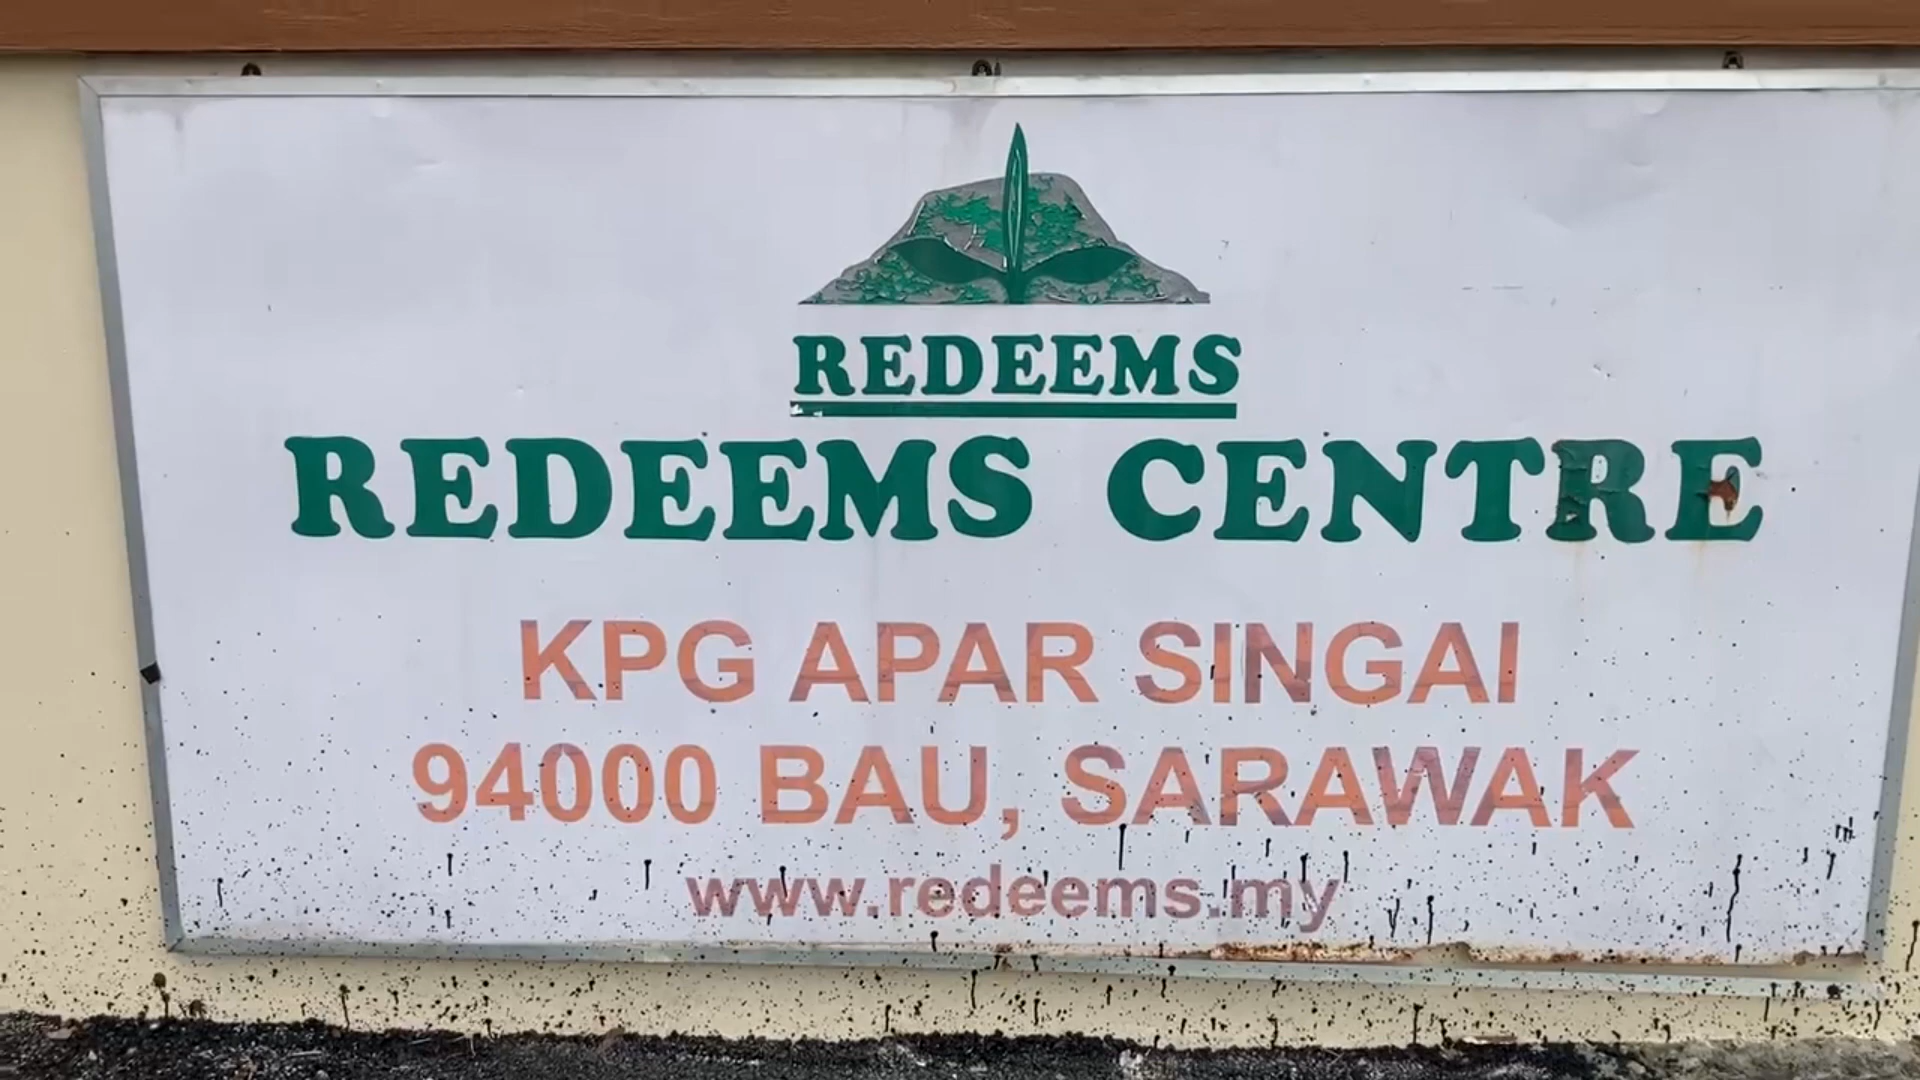 REDEEMS
REDEEMS CENTRE
KPG APAR SINGAI
94000 BAU, SARAWAK
www.redeems.my